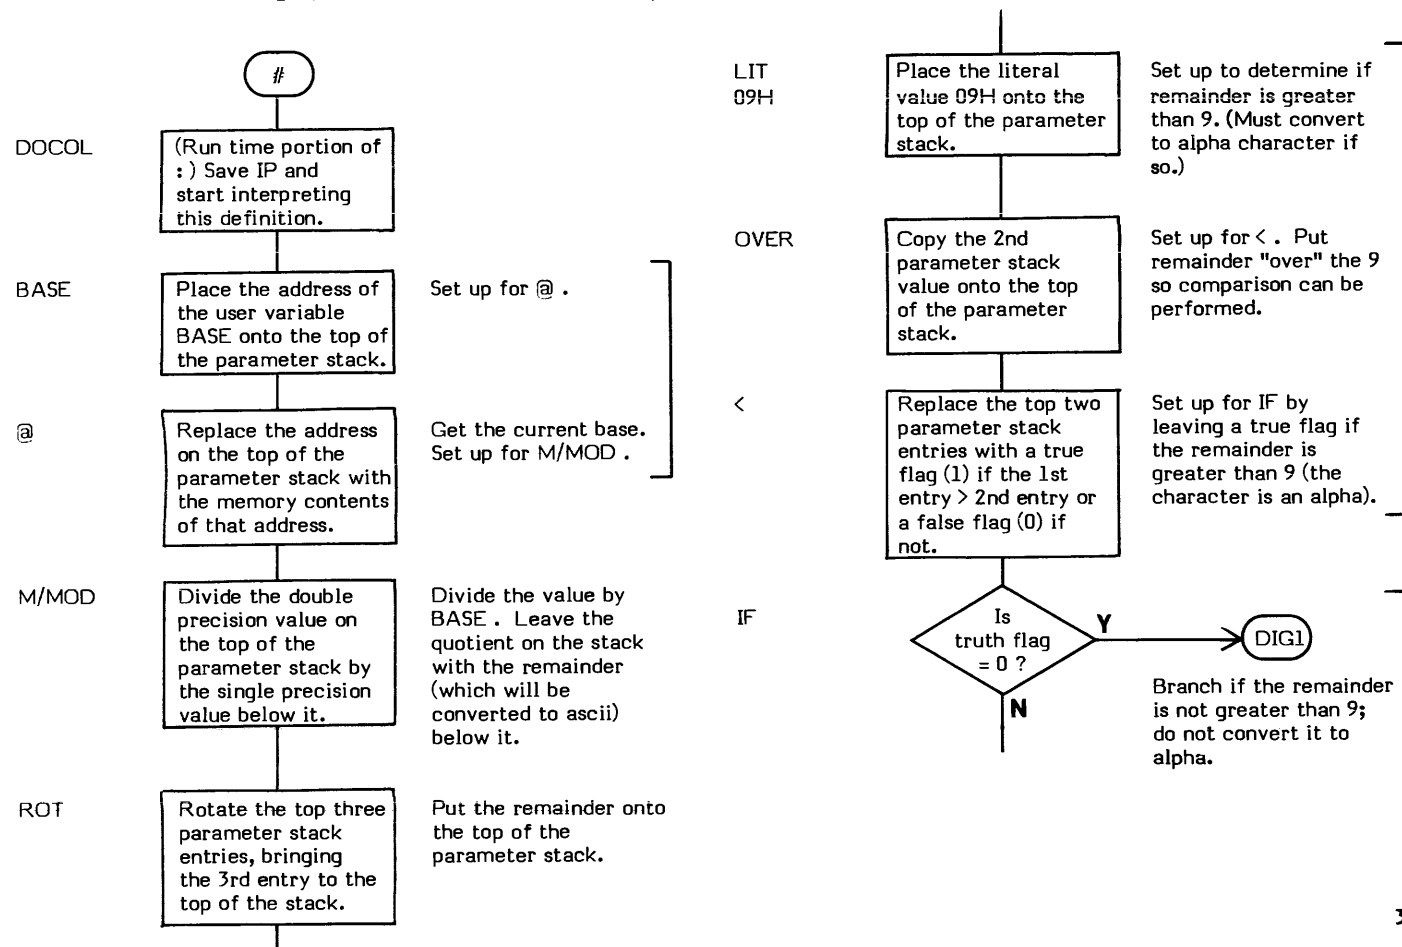 #
DOCOL
(Run time portion of
: ) Save IP and
start interpreting
this definition.
BASE
Place the address of
the user variable
BASE onto the top of
the parameter stack.
Set up for @ .
@
Replace the address
on the top of the
parameter stack with
the memory contents
of that address.
Get the current base.
Set up for M/MOD .
M/MOD
Divide the double
precision value on
the top of the
parameter stack by
the single precision
value below it.
Divide the value by
BASE . Leave the
quotient on the stack
with the remainder
(which will be
converted to ascii)
below it.
ROT
Rotate the top three
parameter stack
entries, bringing
the 3rd entry to the
top of the stack.
Put the remainder onto
the top of the
parameter stack.
LIT
09H
Place the literal
value 09H onto the
top of the parameter
stack.
Set up to determine if
remainder is greater
than 9. (Must convert
to alpha character if
so.)
OVER
Copy the 2nd
parameter stack
value onto the top
of the parameter
stack.
Set up for < . Put
remainder "over" the 9
so comparison can be
performed.
<
Replace the top two
parameter stack
entries with a true
flag (1) if the 1st
entry > 2nd entry or
a false flag (0) if
not.
Set up for IF by
leaving a true flag if
the remainder is
greater than 9 (the
character is an alpha).
IF
Is
truth flag
= 0 ?
Y
DIG1
N
Branch if the remainder
is not greater than 9;
do not convert it to
alpha.